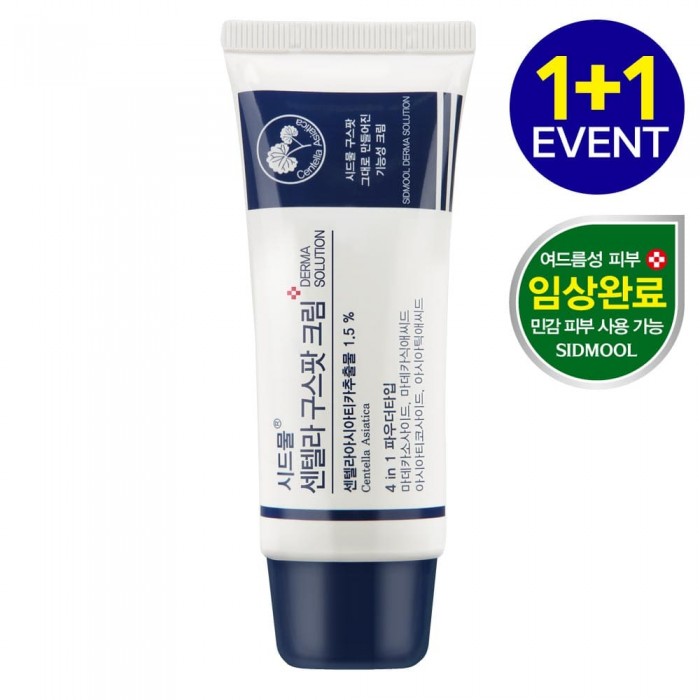 1+1
EVENT
여드름성 피부
임상완료
민감 피부 사용 가능
SIDMOOL
Centella Asiatica
시드물 구스팟
그대로 만들어진
기능성 크림
SIDMOOL DERMA SOLUTION
시드물®
센텔라 구스팟 크림
DERMA
SOLUTION
센텔라아시아티카추출물 1.5 %
Centella Asiatica
4 in 1 파우더타입
마데카소사이드, 마데카식애씨드
아시아티코사이드, 아시아틱애씨드